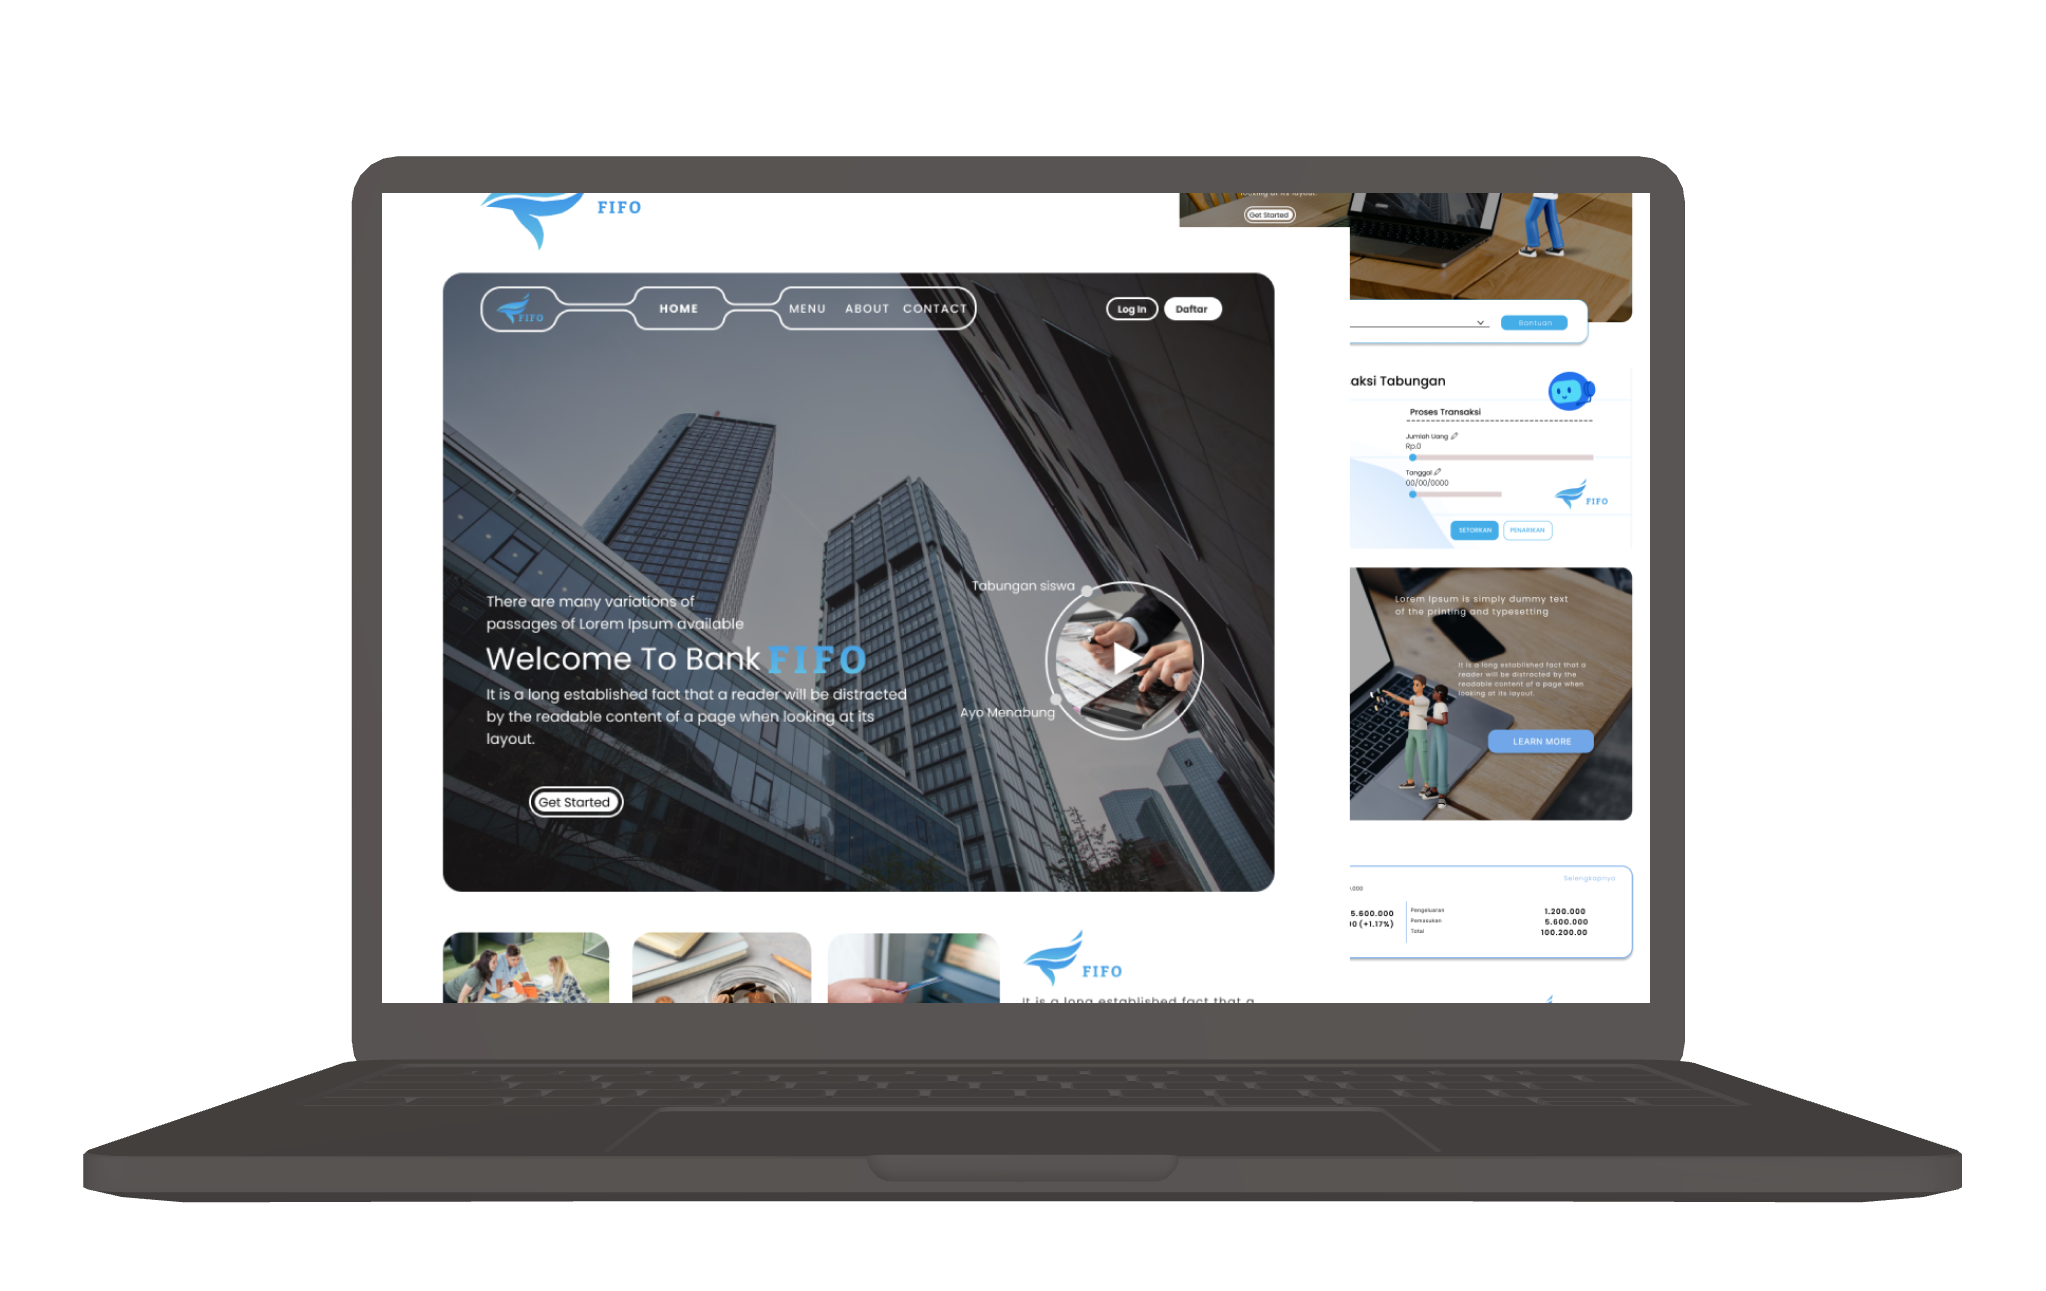 FIFO
looking at its layout.
Get Started
FIFO
HOME
MENU ABOUT CONTACT
Log In
Daftar
There are many variations of
passages of Lorem Ipsum available
Welcome To Bank FIFO
It is a long established fact that a reader will be distracted
by the readable content of a page when looking at its
layout.
Get Started
Tabungan siswa
Ayo Menabung
FIFO
It is a long established fact that a
Bantuan
aksi Tabungan
Proses Transaksi
Jumlah Uang
Rp.0
Tanggal
00/00/0000
FIFO
SETORKAN
PENARIKAN
Lorem Ipsum is simply dummy text
of the printing and typesetting
It is a long established fact that a
reader will be distracted by the
readable content of a page when
looking at its layout.
LEARN MORE
Selengkapnya
.000
5.600.000
00 (+1.17%)
Pengeluaran 1.200.000
Pemasukan 5.600.000
Total 100.200.00